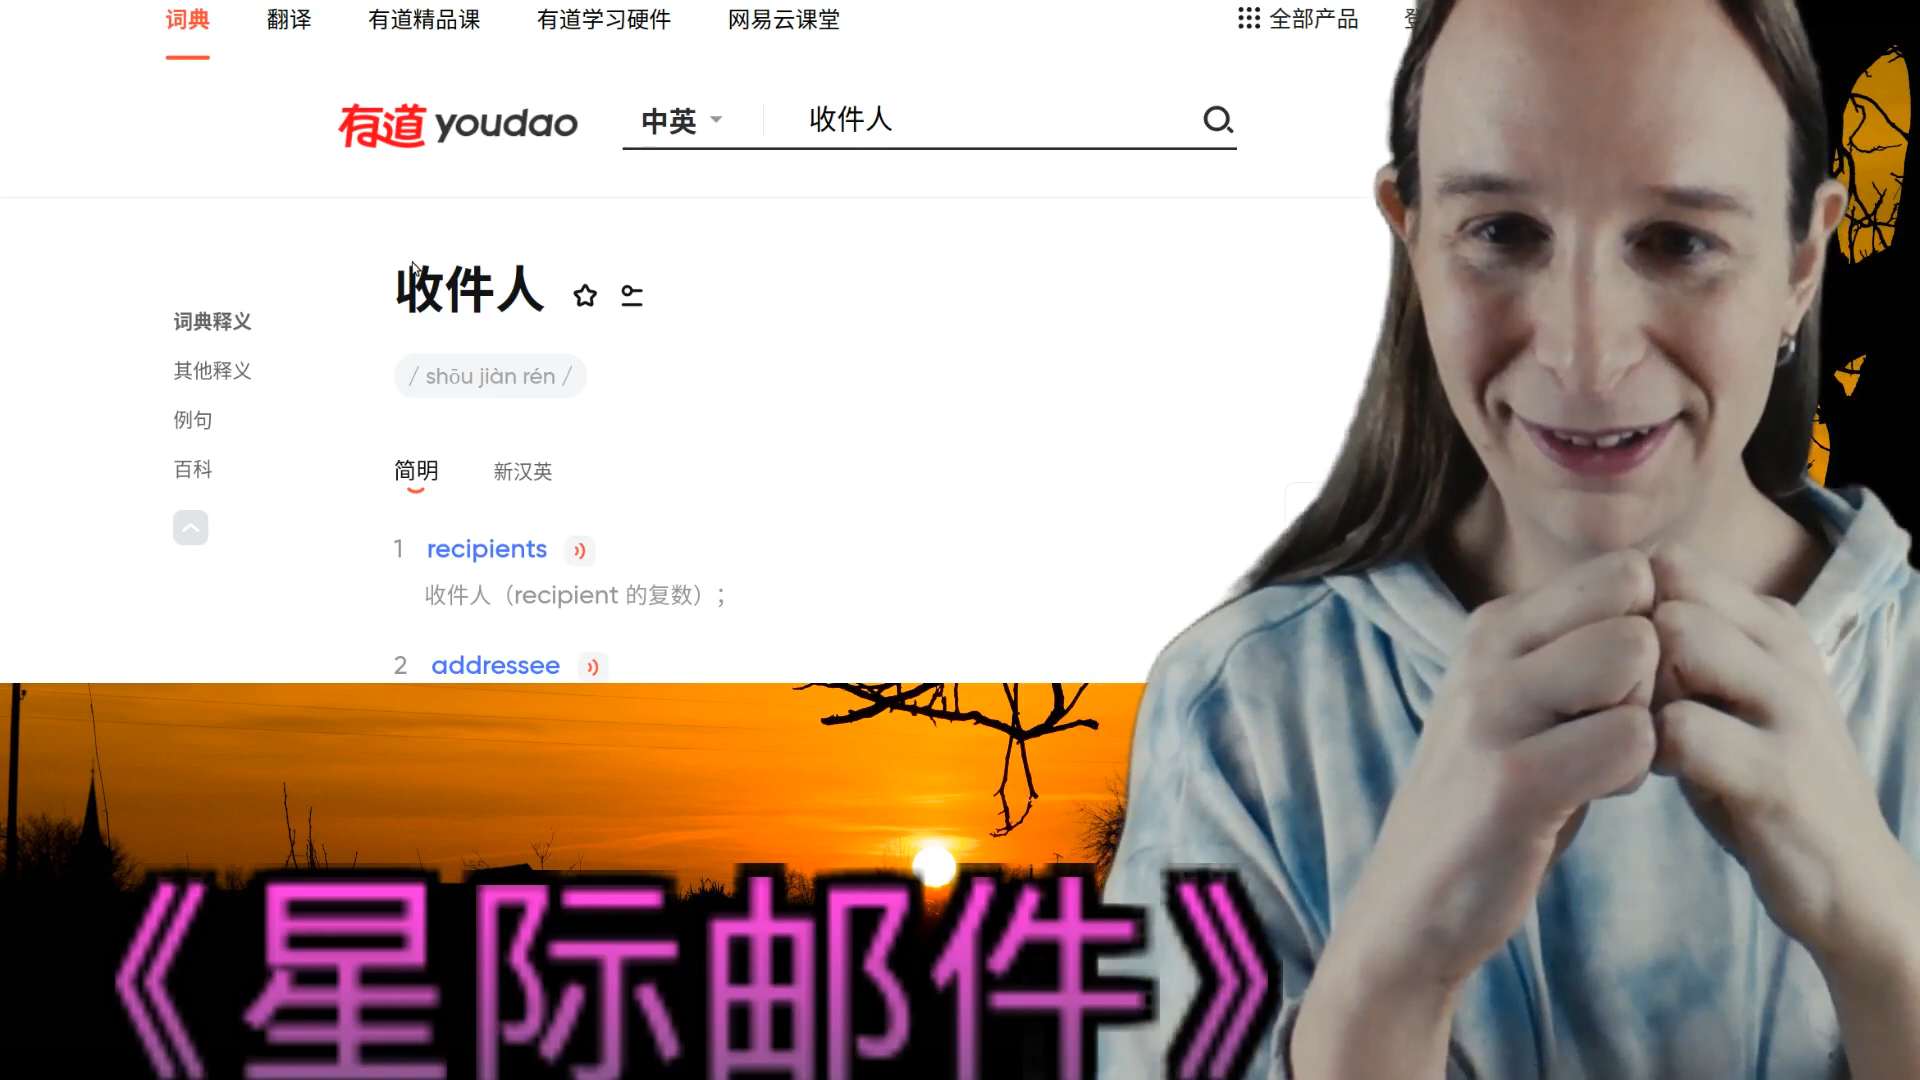 词典 翻译 有道精品课 有道学习硬件 网易云课堂 全部产品
有道 youdao 中英 收件人
收件人
/ shōu jiàn rén /
词典释义
其他释义
例句
百科
简明 新汉英
1 recipients
收件人（recipient 的复数）；
2 addressee
《星际邮件》